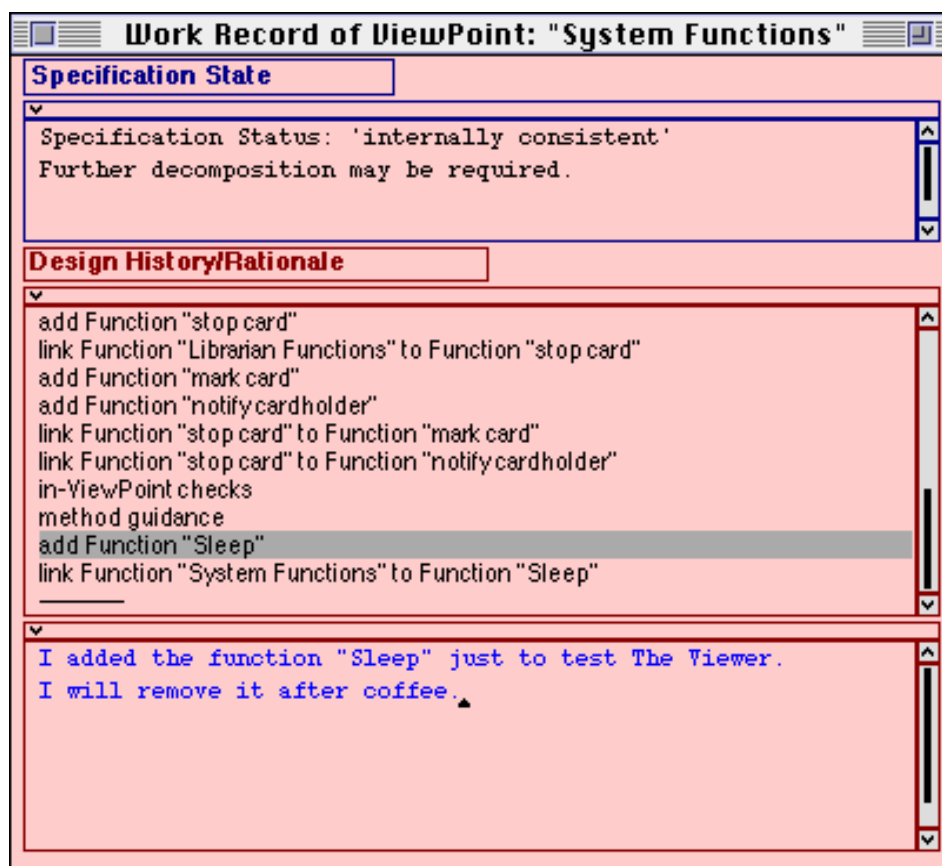 Work Record of ViewPoint: "System Functions"
Specification State
Specification Status: 'internally consistent'
Further decomposition may be required.
Design History/Rationale
add Function "stop card"
link Function "Librarian Functions" to Function "stop card"
add Function "mark card"
add Function "notify cardholder"
link Function "stop card" to Function "mark card"
link Function "stop card" to Function "notify cardholder"
in-ViewPoint checks
method guidance
add Function "Sleep"
link Function "System Functions" to Function "Sleep"
I added the function "Sleep" just to test The Viewer.
I will remove it after coffee.